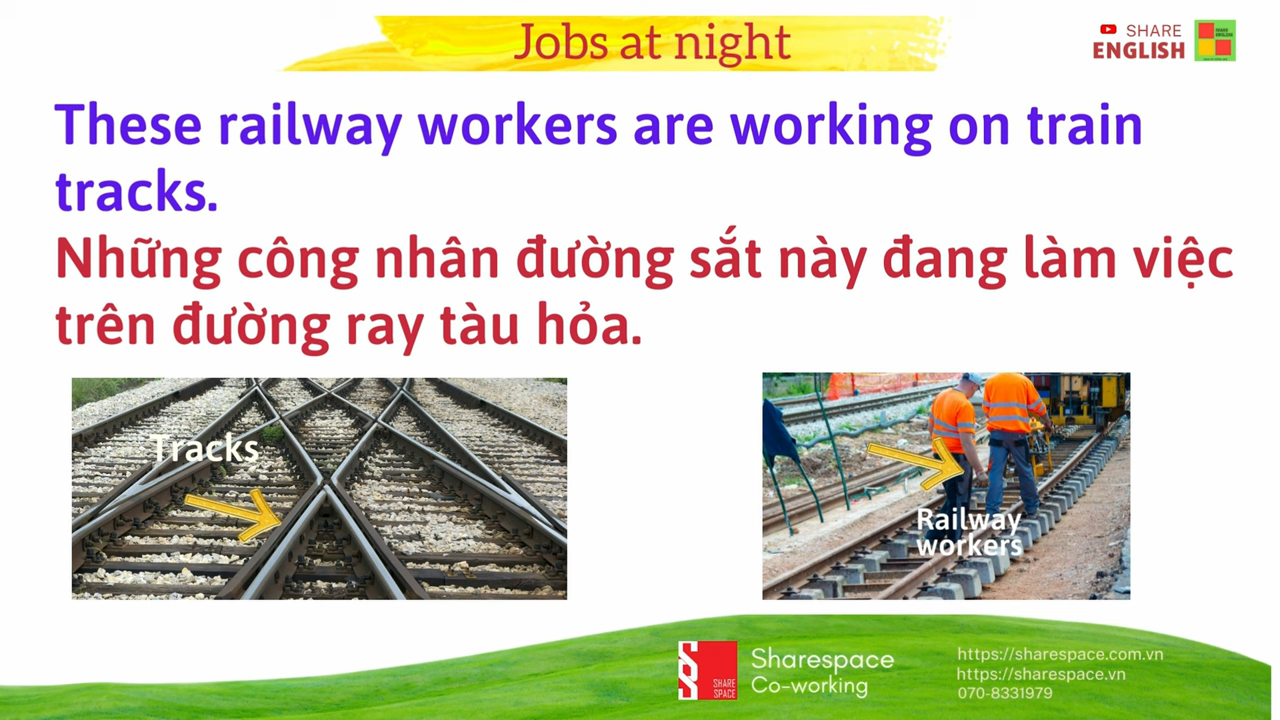 Jobs at night
SHARE
ENGLISH
These railway workers are working on train
tracks.
Những công nhân đường sắt này đang làm việc
trên đường ray tàu hỏa.
Tracks
Railway
workers
SHARE
SPACE
Sharespace
Co-working
https://sharespace.com.vn
https://sharespace.vn
070-8331979